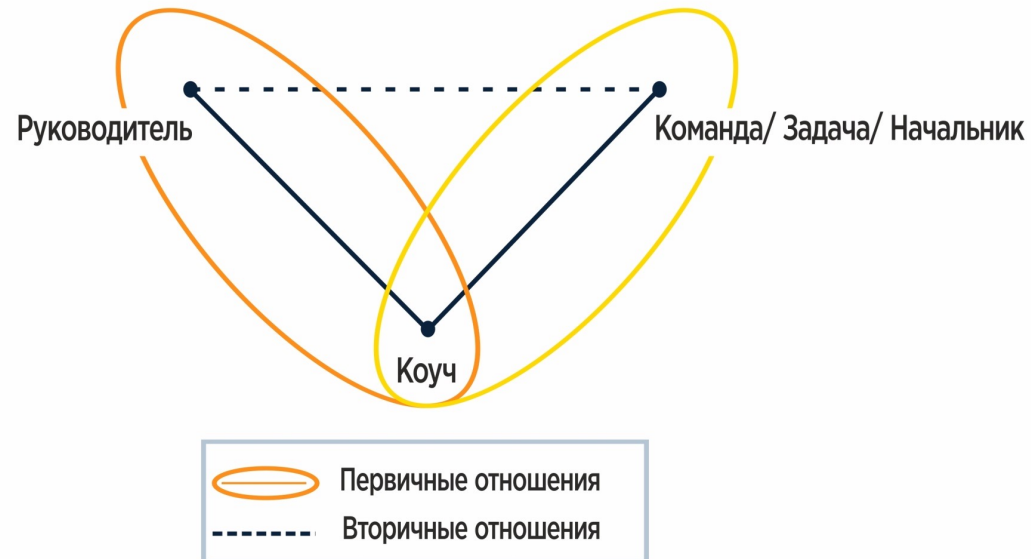 Руководитель
Команда/ Задача/ Начальник
Коуч
Первичные отношения
Вторичные отношения